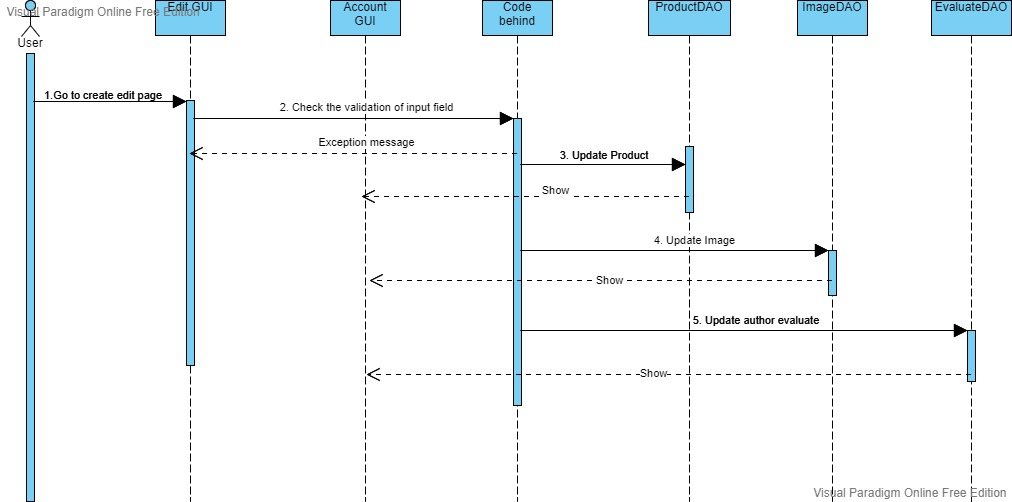 Visual Paradigm Online Free Edition
Edit GUI
Account
GUI
Code
behind
ProductDAO
ImageDAO
EvaluateDAO
User
1.Go to create edit page
2. Check the validation of input field
Exception message
3. Update Product
Show
4. Update Image
Show
5. Update author evaluate
Show
Visual Paradigm Online Free Edition